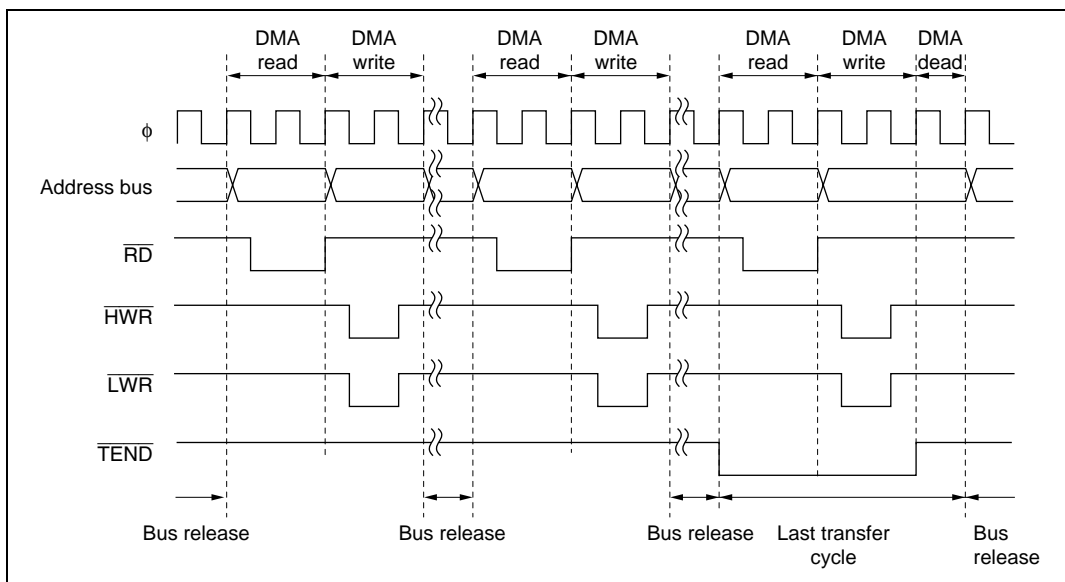 DMA read
DMA write
DMA read
DMA write
DMA read
DMA write
DMA dead
ϕ
Address bus
RD
HWR
LWR
TEND
Bus release
Bus release
Bus release
Last transfer cycle
Bus release